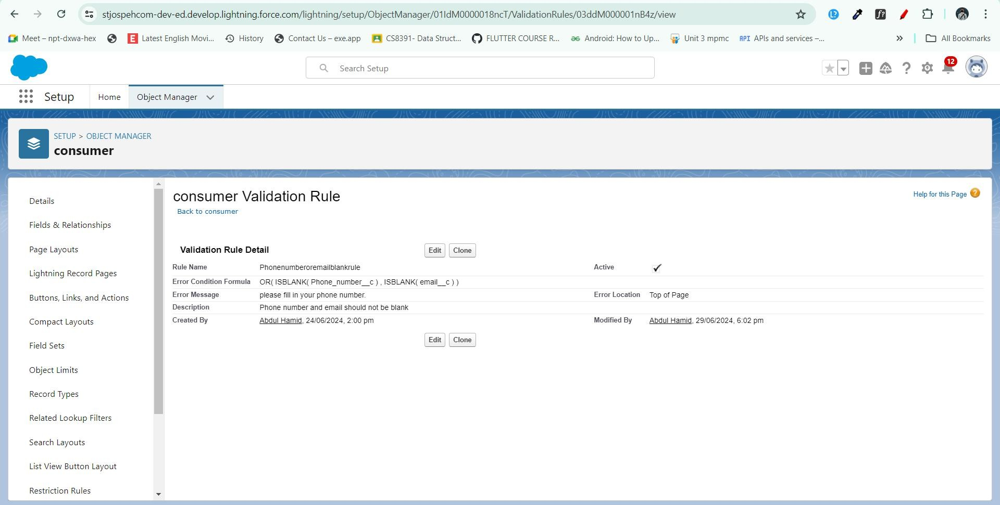 stjospehcom-dev-ed.develop.lightning.force.com/lightning/setup/ObjectManager/01IdM0000018ncT/ValidationRules/03ddM000001nB4z/view
Meet – npt-dxwa-hex
Latest English Movi...
History
Contact Us – exe.app
CS8391- Data Struct...
FLUTTER COURSE R...
Android: How to Up...
Unit 3 mpmc
API APIs and services –...
»
All Bookmarks
Search Setup
12
Setup
Home
Object Manager
SETUP > OBJECT MANAGER
consumer
Details
Fields & Relationships
Page Layouts
Lightning Record Pages
Buttons, Links, and Actions
Compact Layouts
Field Sets
Object Limits
Record Types
Related Lookup Filters
Search Layouts
List View Button Layout
Restriction Rules
consumer Validation Rule
Help for this Page ?
Back to consumer
Validation Rule Detail Edit Clone
Rule Name Phonenumberoremailblankrule Active
Error Condition Formula OR( ISBLANK( Phone_number__c ) , ISBLANK( email__c ) )
Error Message please fill in your phone number. Error Location Top of Page
Description Phone number and email should not be blank
Created By Abdul Hamid, 24/06/2024, 2:00 pm Modified By Abdul Hamid, 29/06/2024, 6:02 pm
Edit Clone